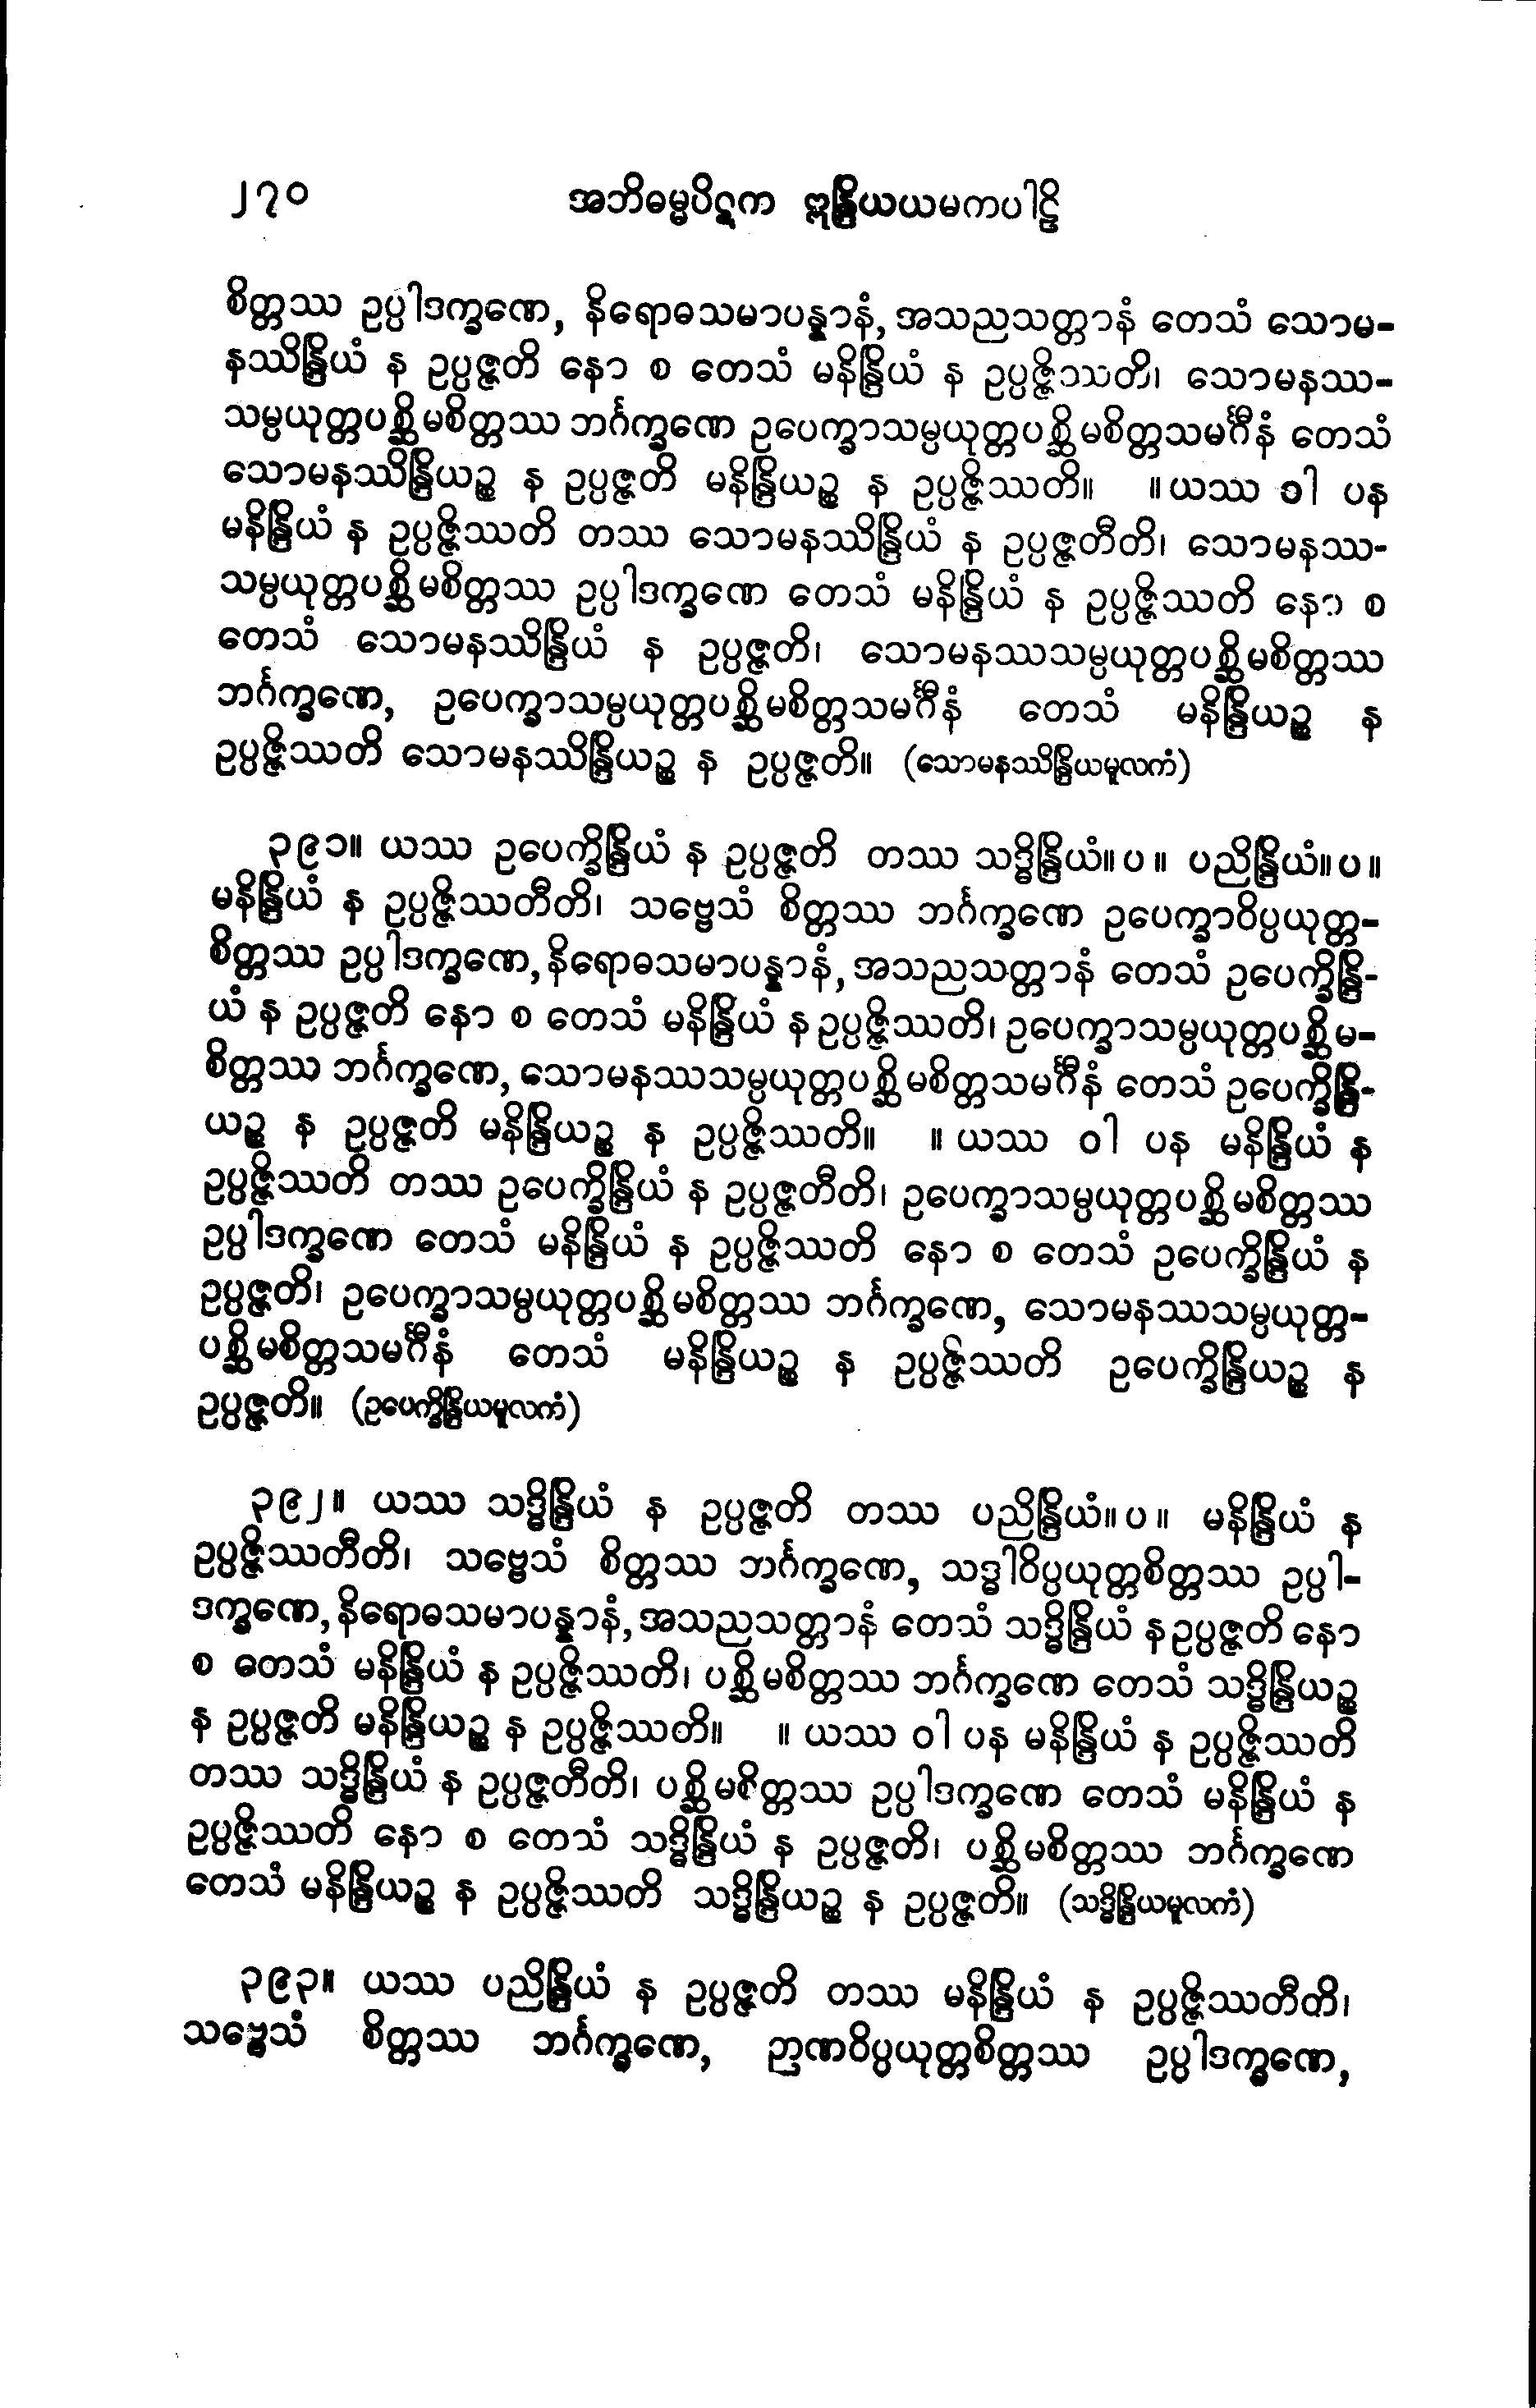 ၂၇၀ အဘိဓမ္မပိဋက ဣန္ဒြိယယမကပါဠိ
စိတ္တဿ ဥပ္ပါဒက္ခဏေ, နိရောဓသမာပန္နာနံ, အသညသတ္တာနံ တေသံ သောမ-
နဿိန္ဒြိယံ န ဥပ္ပဇ္ဇတိ နော စ တေသံ မနိန္ဒြိယံ န ဥပ္ပဇ္ဇိဿတိ၊ သောမနဿ-
သမ္ပယုတ္တပစ္ဆိမစိတ္တဿ ဘင်္ဂက္ခဏေ ဥပေက္ခာသမ္ပယုတ္တပစ္ဆိမစိတ္တသမင်္ဂီနံ တေသံ
သောမနဿိန္ဒြိယဉ္စ န ဥပ္ပဇ္ဇတိ မနိန္ဒြိယဉ္စ န ဥပ္ပဇ္ဇိဿတိ။ ။ ယဿ ဝါ ပန
မနိန္ဒြိယံ န ဥပ္ပဇ္ဇိဿတိ တဿ သောမနဿိန္ဒြိယံ န ဥပ္ပဇ္ဇတီတိ၊ သောမနဿ-
သမ္ပယုတ္တပစ္ဆိမစိတ္တဿ ဥပ္ပါဒက္ခဏေ တေသံ မနိန္ဒြိယံ န ဥပ္ပဇ္ဇိဿတိ နော စ
တေသံ သောမနဿိန္ဒြိယံ န ဥပ္ပဇ္ဇတိ၊ သောမနဿသမ္ပယုတ္တပစ္ဆိမစိတ္တဿ
ဘင်္ဂက္ခဏေ, ဥပေက္ခာသမ္ပယုတ္တပစ္ဆိမစိတ္တသမင်္ဂီနံ တေသံ မနိန္ဒြိယဉ္စ န
ဥပ္ပဇ္ဇိဿတိ သောမနဿိန္ဒြိယဉ္စ န ဥပ္ပဇ္ဇတိ။ (သောမနဿိန္ဒြိယမူလကံ)
၃၉၁။ ယဿ ဥပေက္ခိန္ဒြိယံ န ဥပ္ပဇ္ဇတိ တဿ သဒ္ဓိန္ဒြိယံ။ပ။ ပညိန္ဒြိယံ။ပ။
မနိန္ဒြိယံ န ဥပ္ပဇ္ဇိဿတီတိ၊ သဗ္ဗေသံ စိတ္တဿ ဘင်္ဂက္ခဏေ ဥပေက္ခာဝိပ္ပယုတ္တ-
စိတ္တဿ ဥပ္ပါဒက္ခဏေ, နိရောဓသမာပန္နာနံ, အသညသတ္တာနံ တေသံ ဥပေက္ခိန္ဒြိ-
ယံ န ဥပ္ပဇ္ဇတိ နော စ တေသံ မနိန္ဒြိယံ န ဥပ္ပဇ္ဇိဿတိ၊ ဥပေက္ခာသမ္ပယုတ္တပစ္ဆိမ-
စိတ္တဿ ဘင်္ဂက္ခဏေ, သောမနဿသမ္ပယုတ္တပစ္ဆိမစိတ္တသမင်္ဂီနံ တေသံ ဥပေက္ခိန္ဒြိ-
ယဉ္စ န ဥပ္ပဇ္ဇတိ မနိန္ဒြိယဉ္စ န ဥပ္ပဇ္ဇိဿတိ။ ။ ယဿ ဝါ ပန မနိန္ဒြိယံ န
ဥပ္ပဇ္ဇိဿတိ တဿ ဥပေက္ခိန္ဒြိယံ န ဥပ္ပဇ္ဇတီတိ၊ ဥပေက္ခာသမ္ပယုတ္တပစ္ဆိမစိတ္တဿ
ဥပ္ပါဒက္ခဏေ တေသံ မနိန္ဒြိယံ န ဥပ္ပဇ္ဇိဿတိ နော စ တေသံ ဥပေက္ခိန္ဒြိယံ န
ဥပ္ပဇ္ဇတိ၊ ဥပေက္ခာသမ္ပယုတ္တပစ္ဆိမစိတ္တဿ ဘင်္ဂက္ခဏေ, သောမနဿသမ္ပယုတ္တ-
ပစ္ဆိမစိတ္တသမင်္ဂီနံ တေသံ မနိန္ဒြိယဉ္စ န ဥပ္ပဇ္ဇိဿတိ ဥပေက္ခိန္ဒြိယဉ္စ န
ဥပ္ပဇ္ဇတိ။ (ဥပေက္ခိန္ဒြိယမူလကံ)
၃၉၂။ ယဿ သဒ္ဓိန္ဒြိယံ န ဥပ္ပဇ္ဇတိ တဿ ပညိန္ဒြိယံ။ပ။ မနိန္ဒြိယံ န
ဥပ္ပဇ္ဇိဿတီတိ၊ သဗ္ဗေသံ စိတ္တဿ ဘင်္ဂက္ခဏေ, သဒ္ဓါဝိပ္ပယုတ္တစိတ္တဿ ဥပ္ပါ-
ဒက္ခဏေ, နိရောဓသမာပန္နာနံ, အသညသတ္တာနံ တေသံ သဒ္ဓိန္ဒြိယံ န ဥပ္ပဇ္ဇတိ နော
စ တေသံ မနိန္ဒြိယံ န ဥပ္ပဇ္ဇိဿတိ၊ ပစ္ဆိမစိတ္တဿ ဘင်္ဂက္ခဏေ တေသံ သဒ္ဓိန္ဒြိယဉ္စ
န ဥပ္ပဇ္ဇတိ မနိန္ဒြိယဉ္စ န ဥပ္ပဇ္ဇိဿတိ။ ။ ယဿ ဝါ ပန မနိန္ဒြိယံ န ဥပ္ပဇ္ဇိဿတိ
တဿ သဒ္ဓိန္ဒြိယံ န ဥပ္ပဇ္ဇတီတိ၊ ပစ္ဆိမစိတ္တဿ ဥပ္ပါဒက္ခဏေ တေသံ မနိန္ဒြိယံ န
ဥပ္ပဇ္ဇိဿတိ နော စ တေသံ သဒ္ဓိန္ဒြိယံ န ဥပ္ပဇ္ဇတိ၊ ပစ္ဆိမစိတ္တဿ ဘင်္ဂက္ခဏေ
တေသံ မနိန္ဒြိယဉ္စ န ဥပ္ပဇ္ဇိဿတိ သဒ္ဓိန္ဒြိယဉ္စ န ဥပ္ပဇ္ဇတိ။ (သဒ္ဓိန္ဒြိယမူလကံ)
၃၉၃။ ယဿ ပညိန္ဒြိယံ န ဥပ္ပဇ္ဇတိ တဿ မနိန္ဒြိယံ န ဥပ္ပဇ္ဇိဿတီတိ၊
သဗ္ဗေသံ စိတ္တဿ ဘင်္ဂက္ခဏေ, ဉာဏဝိပ္ပယုတ္တစိတ္တဿ ဥပ္ပါဒက္ခဏေ,